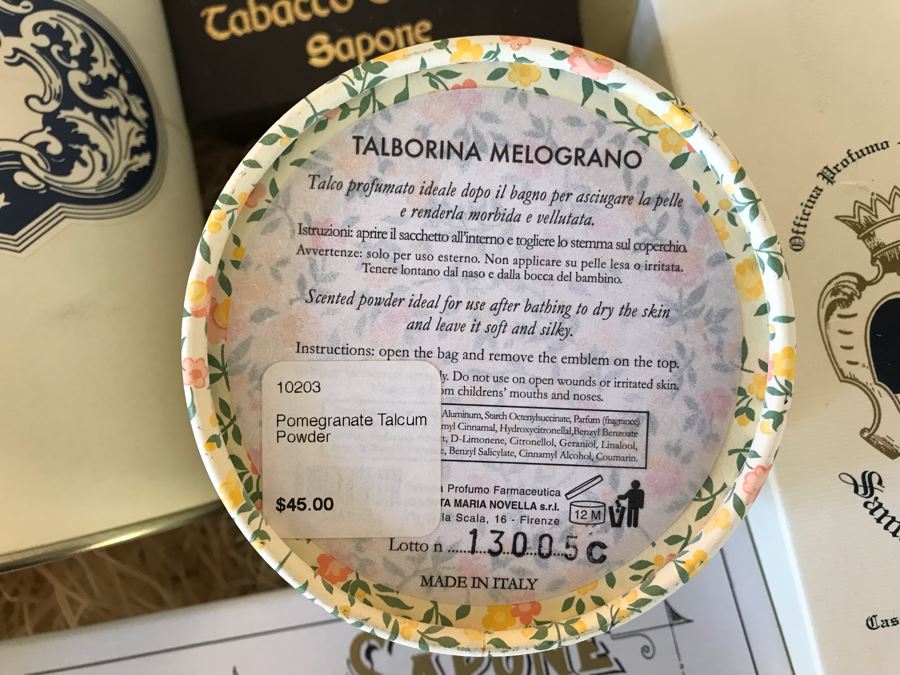 Tabacco
Sapone
TALBORINA MELOGRANO
Talco profumato ideale dopo il bagno per asciugare la pelle
e renderla morbida e vellutata.
Istruzioni: aprire il sacchetto all'interno e togliere lo stemma sul coperchio.
Avvertenze: solo per uso esterno. Non applicare su pelle lesa o irritata.
Tenere lontano dal naso e dalla bocca del bambino.
Scented powder ideal for use after bathing to dry the skin
and leave it soft and silky.
Instructions: open the bag and remove the emblem on the top.
y. Do not use on open wounds or irritated skin.
om childrens' mouths and noses.
Aluminum, Starch Octenylsuccinate, Parfum (fragrance)
myl Cinnamal, Hydroxycitronellal, Benzyl Benzoate
t, D-Limonene, Citronellol, Geraniol, Linalool,
e, Benzyl Salicylate, Cinnamyl Alcohol, Coumarin.
10203
Pomegranate Talcum
Powder
$45.00
a Profumo Farmaceutica
TA MARIA NOVELLA s.r.l.
la Scala, 16 - Firenze
12 M
Lotto n ..... 13005 C
MADE IN ITALY
Officina Profumo
San
Cas
SAPONE